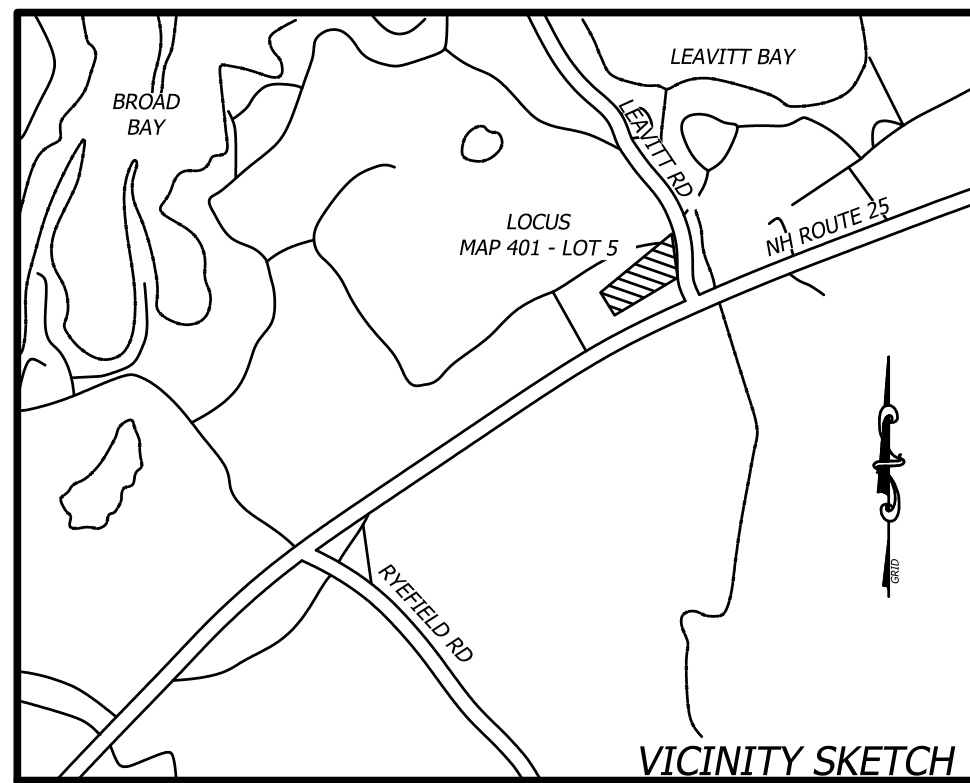 LEAVITT BAY
BROAD
BAY
LEAVITT RD
LOCUS
MAP 401 - LOT 5
NH ROUTE 25
GRID
RYEFIELD RD
VICINITY SKETCH